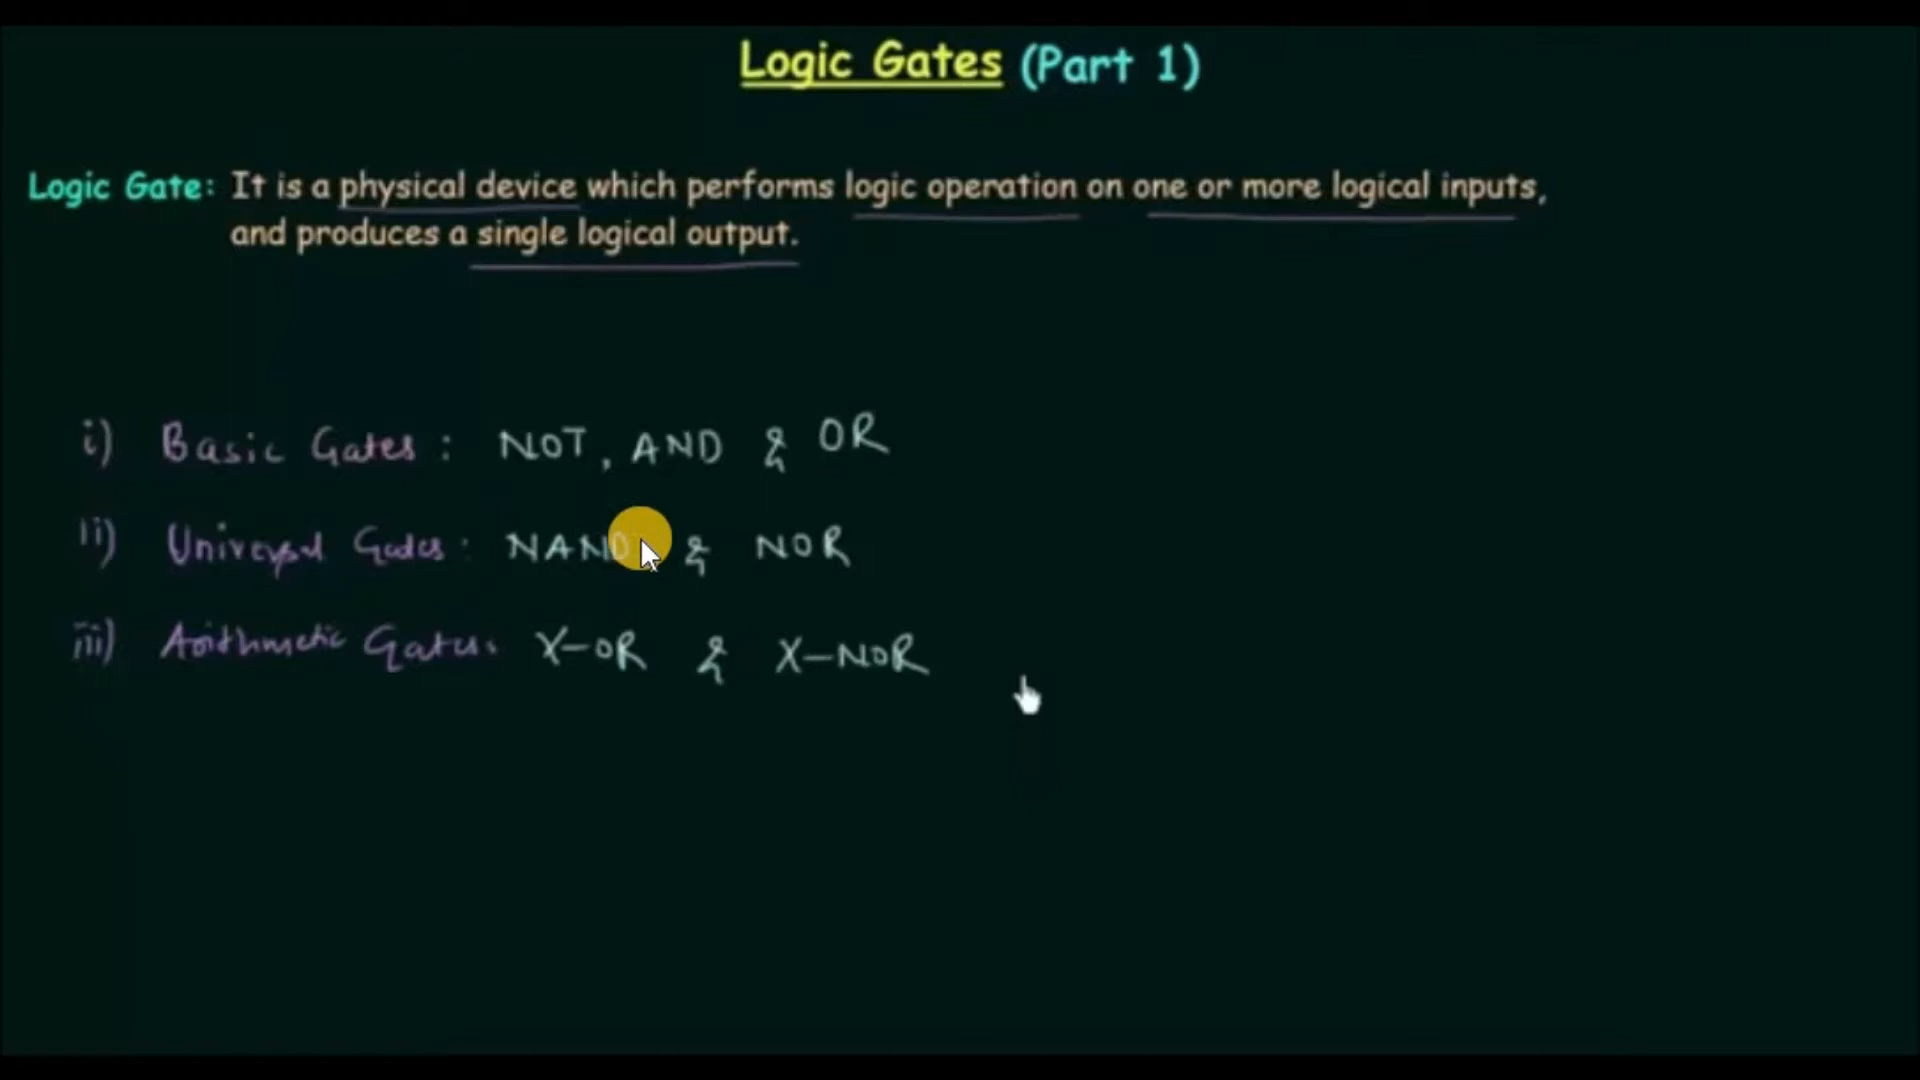 Logic Gates (Part 1)
Logic Gate: It is a physical device which performs logic operation on one or more logical inputs,
and produces a single logical output.
i) Basic Gates : NOT, AND & OR
ii) Universal Gates : NAND & NOR
iii) Arithmetic Gates: X-OR & X-NOR